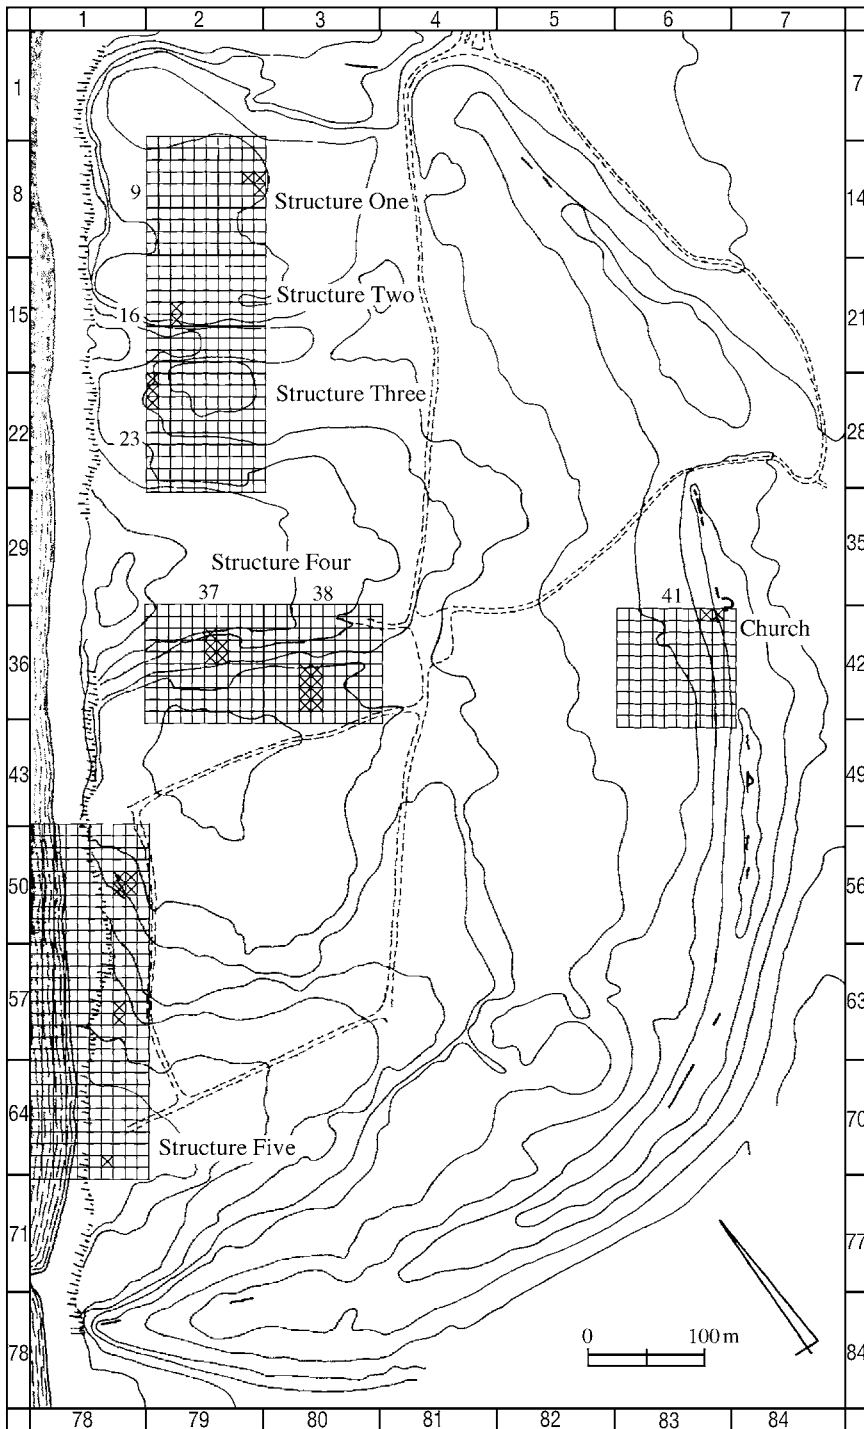 1 2 3 4 5 6 7
1 7
8 9 14
Structure One
Structure Two
15 16 21
Structure Three
22 23 28
29 35
Structure Four
37 38 41
Church
36 42
43 49
50 56
57 63
64 70
Structure Five
71 77
0 100 m
78 84
78 79 80 81 82 83 84